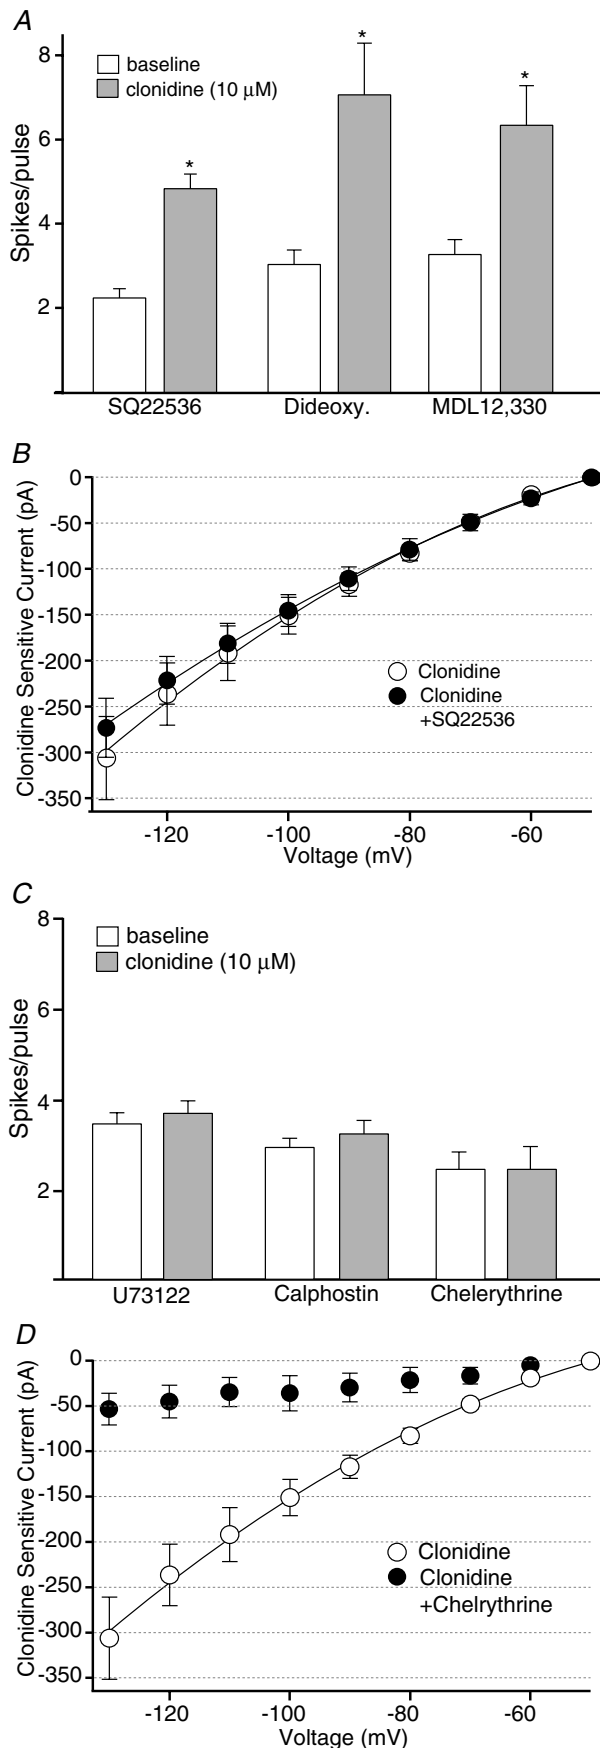 A
Spikes/pulse
8
6
4
2
baseline
clonidine (10 µM)
*
*
*
SQ22536 Dideoxy. MDL12,330
B
Clonidine Sensitive Current (pA)
0
-50
-100
-150
-200
-250
-300
-350
Clonidine
Clonidine
+SQ22536
-120 -100 -80 -60
Voltage (mV)
C
Spikes/pulse
8
6
4
2
baseline
clonidine (10 µM)
U73122 Calphostin Chelerythrine
D
Clonidine Sensitive Current (pA)
0
-50
-100
-150
-200
-250
-300
-350
Clonidine
Clonidine
+Chelrythrine
-120 -100 -80 -60
Voltage (mV)